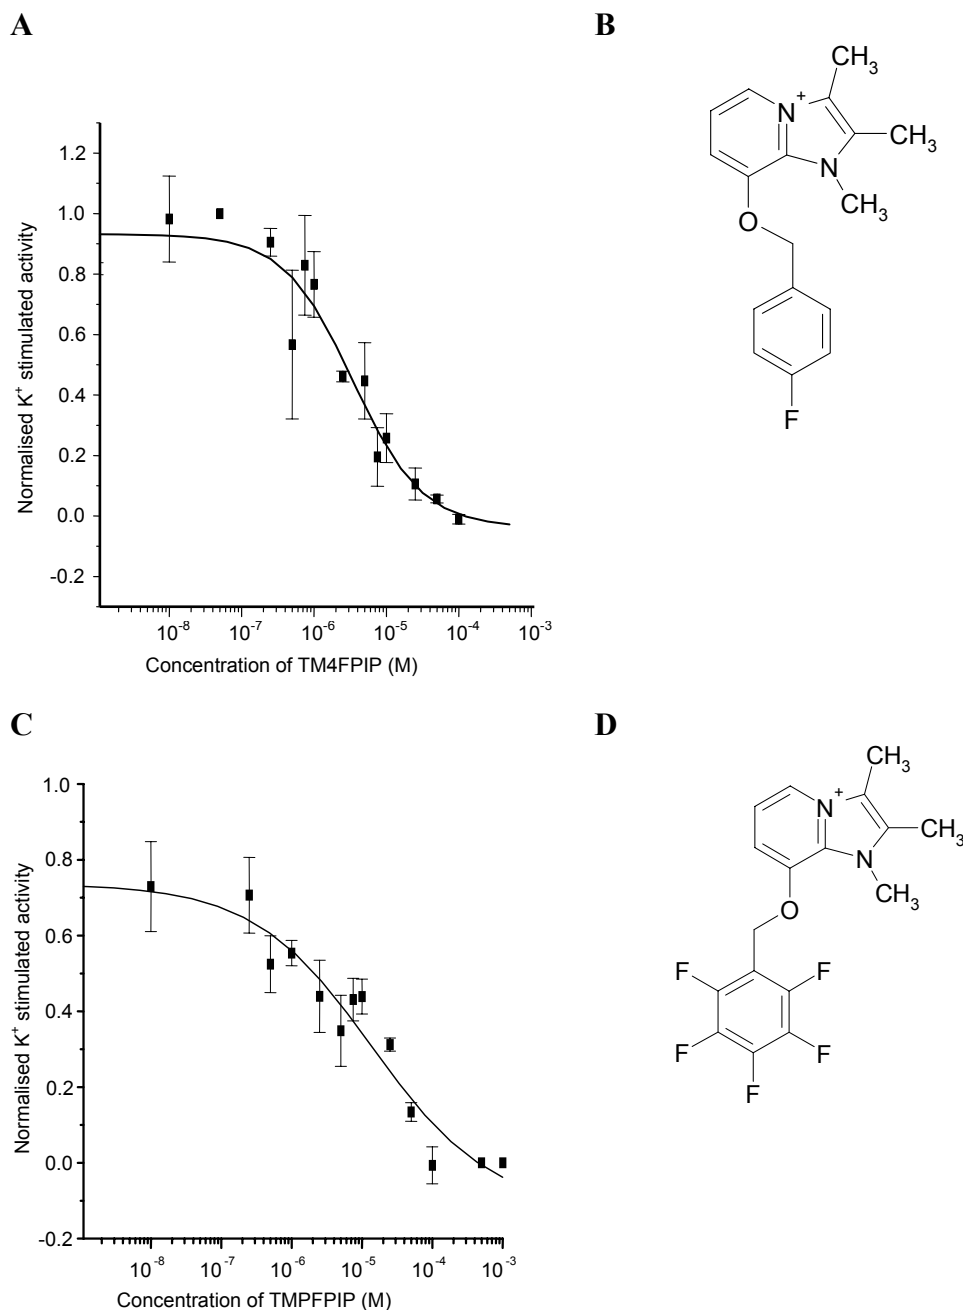 A
B
1.2
1.0
0.8
0.6
0.4
0.2
0.0
-0.2
Normalised K⁺ stimulated activity
10⁻⁸ 10⁻⁷ 10⁻⁶ 10⁻⁵ 10⁻⁴ 10⁻³
Concentration of TM4FPIP (M)
CH₃
N⁺
CH₃
N
CH₃
O
F
C
D
1.0
0.8
0.6
0.4
0.2
0.0
-0.2
Normalised K⁺ stimulated activity
10⁻⁸ 10⁻⁷ 10⁻⁶ 10⁻⁵ 10⁻⁴ 10⁻³
Concentration of TMPFPIP (M)
CH₃
N⁺
CH₃
N
CH₃
O
F F
F F
F